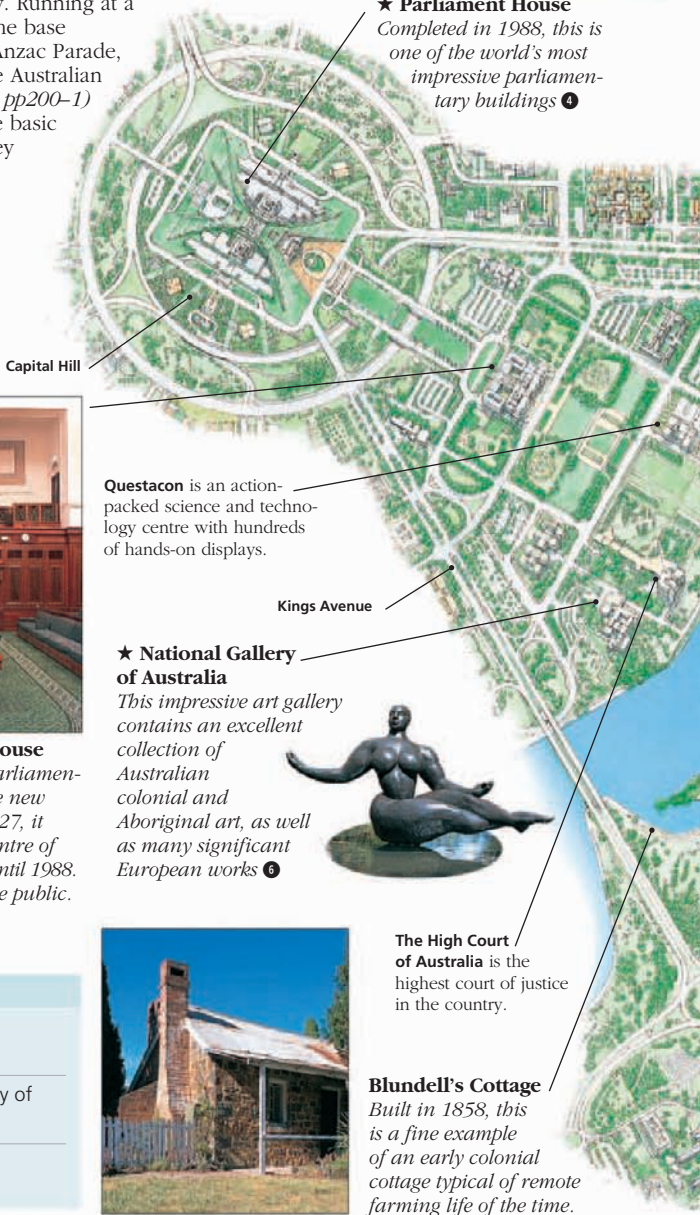 y. Running at a
ne base
nzac Parade,
e Australian
pp200–1)
e basic
ey
★ Parliament House
Completed in 1988, this is
one of the world's most
impressive parliamen-
tary buildings 4
Capital Hill
Questacon is an action-
packed science and techno-
logy centre with hundreds
of hands-on displays.
Kings Avenue
★ National Gallery
of Australia
This impressive art gallery
contains an excellent
collection of
Australian
colonial and
Aboriginal art, as well
as many significant
European works 6
ouse
arliamen-
e new
27, it
ntre of
ntil 1988.
e public.
The High Court
of Australia is the
highest court of justice
in the country.
y of
Blundell's Cottage
Built in 1858, this
is a fine example
of an early colonial
cottage typical of remote
farming life of the time.